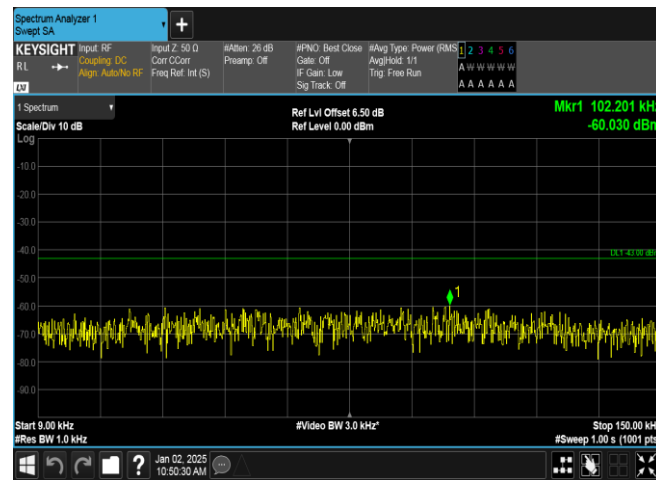 Spectrum Analyzer 1
Swept SA
+
KEYSIGHT
RL
LXI
Input: RF
Coupling: DC
Align: Auto/No RF
Input Z: 50 Ω
Corr CCorr
Freq Ref: Int (S)
#Atten: 26 dB
Preamp: Off
#PNO: Best Close
Gate: Off
IF Gain: Low
Sig Track: Off
#Avg Type: Power (RMS
Avg|Hold: 1/1
Trig: Free Run
1 2 3 4 5 6
A W W W W W
A A A A A A
1 Spectrum
Scale/Div 10 dB
Log
Ref Lvl Offset 6.50 dB
Ref Level 0.00 dBm
Mkr1 102.201 kHz
-60.030 dBm
-10.0
-20.0
-30.0
-40.0
DL1 -43.00 dBm
1
-50.0
-60.0
-70.0
-80.0
-90.0
Start 9.00 kHz
#Res BW 1.0 kHz
#Video BW 3.0 kHz*
Stop 150.00 kHz
#Sweep 1.00 s (1001 pts
?
Jan 02, 2025
10:50:30 AM